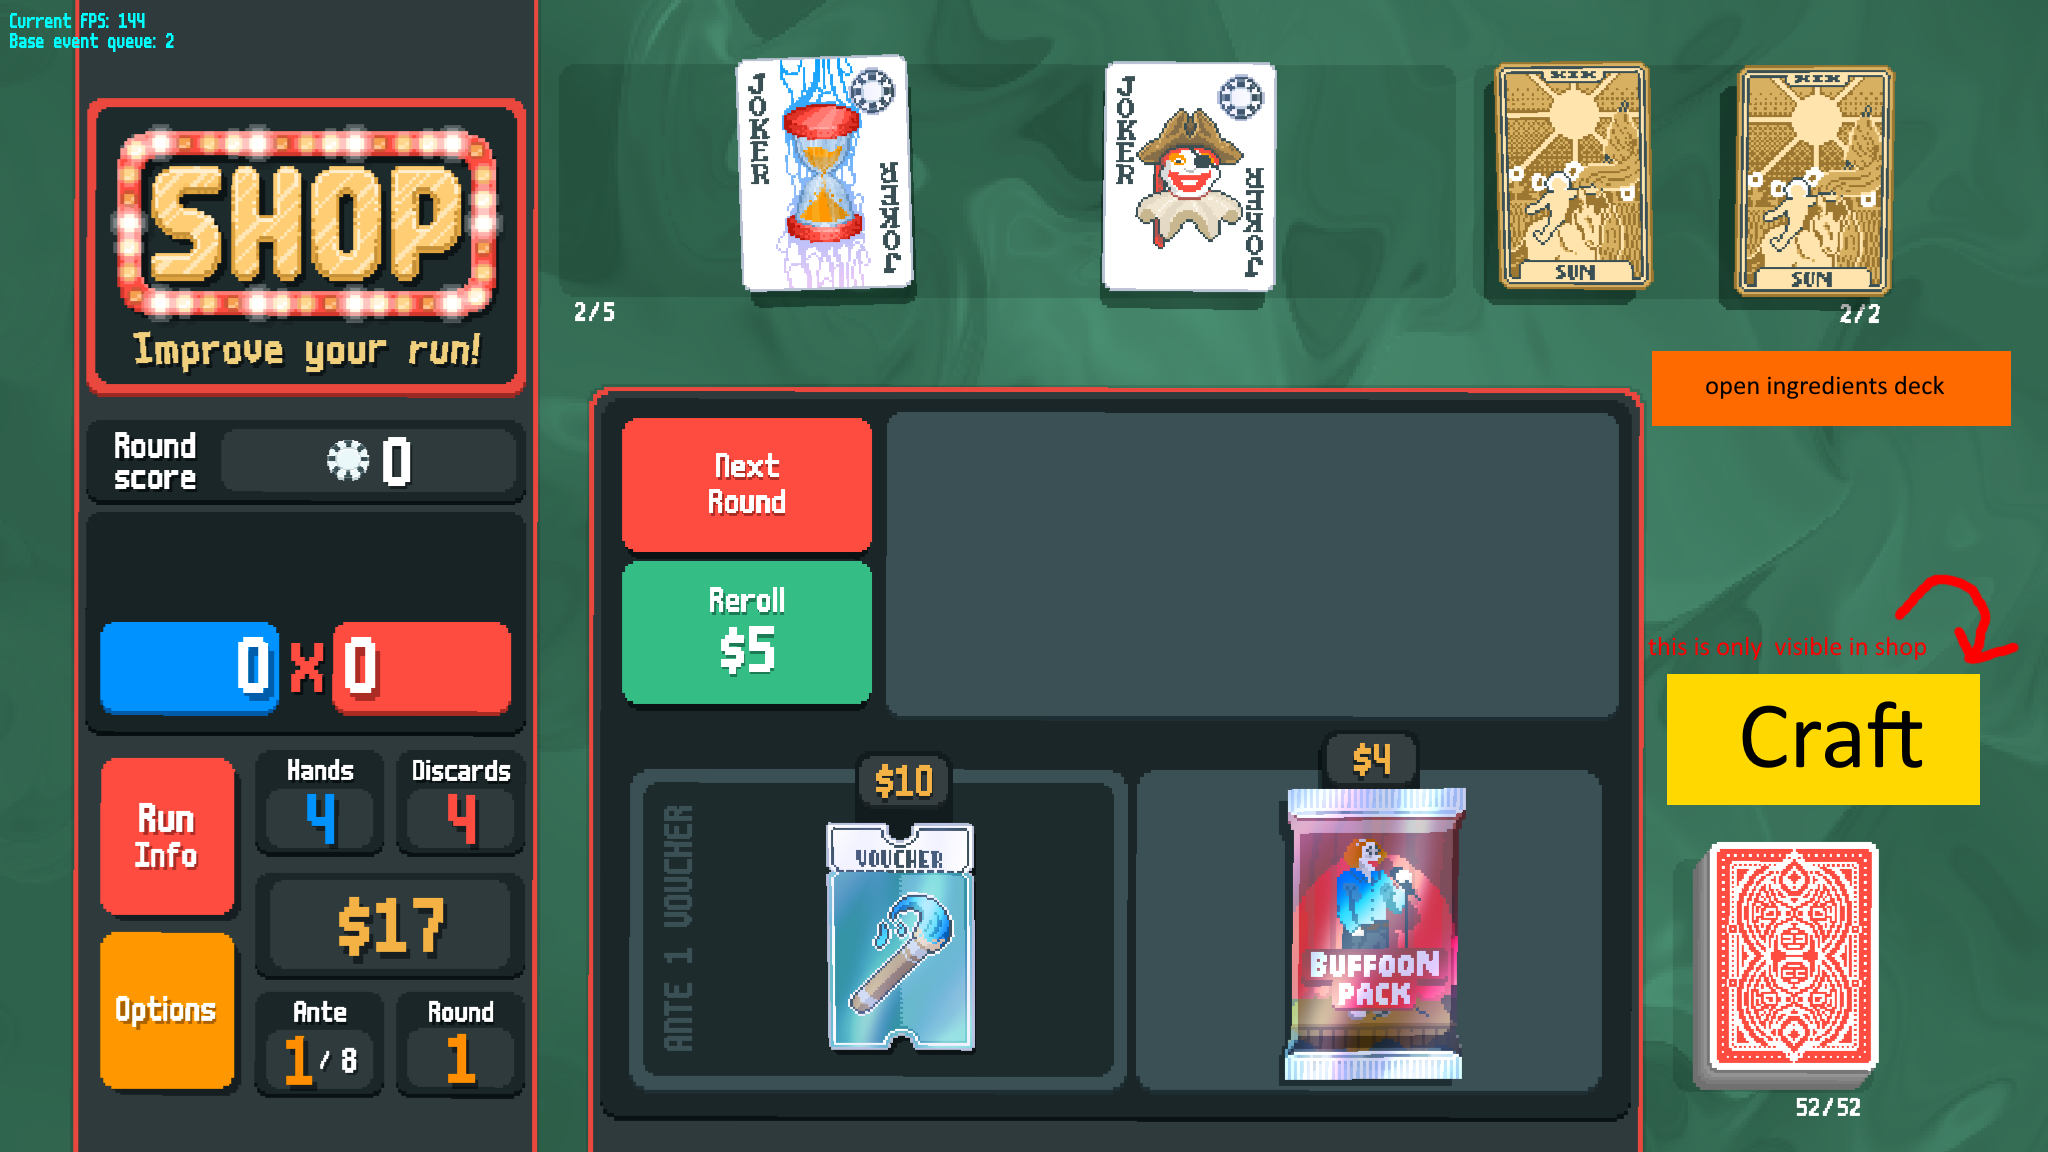 Current FPS: 144
Base event queue: 2
SHOP
Improve your run!
Round
score
0
0 X 0
Run
Info
Hands
4
Discards
4
$17
Options
Ante
1 / 8
Round
1
JOKER
JOKER
JOKER
JOKER
2/5
XIX
SUN
XIX
SUN
2/2
open ingredients deck
Next
Round
Reroll
$5
this is only visible in shop
Craft
ANTE 1 VOUCHER
$10
VOUCHER
$4
BUFFOON
PACK
52/52